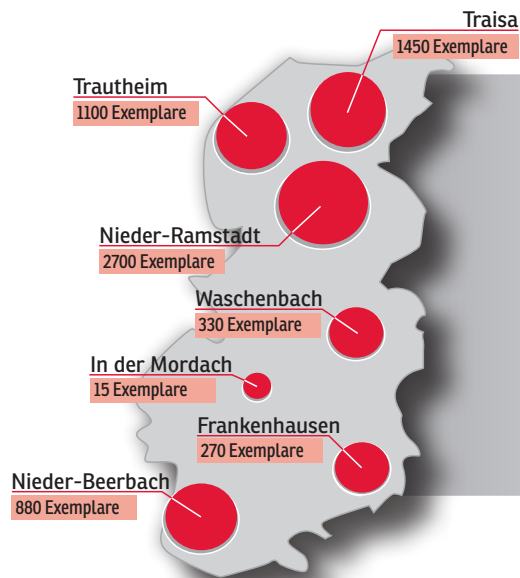 Traisa
1450 Exemplare
Trautheim
1100 Exemplare
Nieder-Ramstadt
2700 Exemplare
Waschenbach
330 Exemplare
In der Mordach
15 Exemplare
Frankenhausen
270 Exemplare
Nieder-Beerbach
880 Exemplare